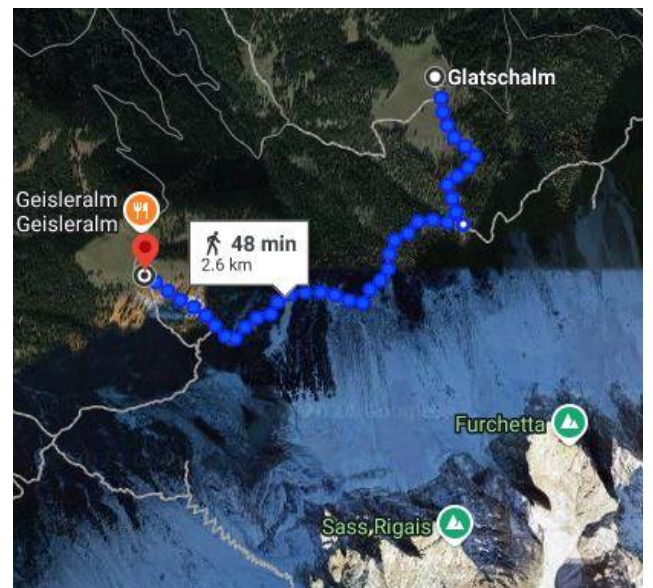 Glatschalm
Geisleralm
Geisleralm
48 min
2.6 km
Furchetta
Sass Rigais